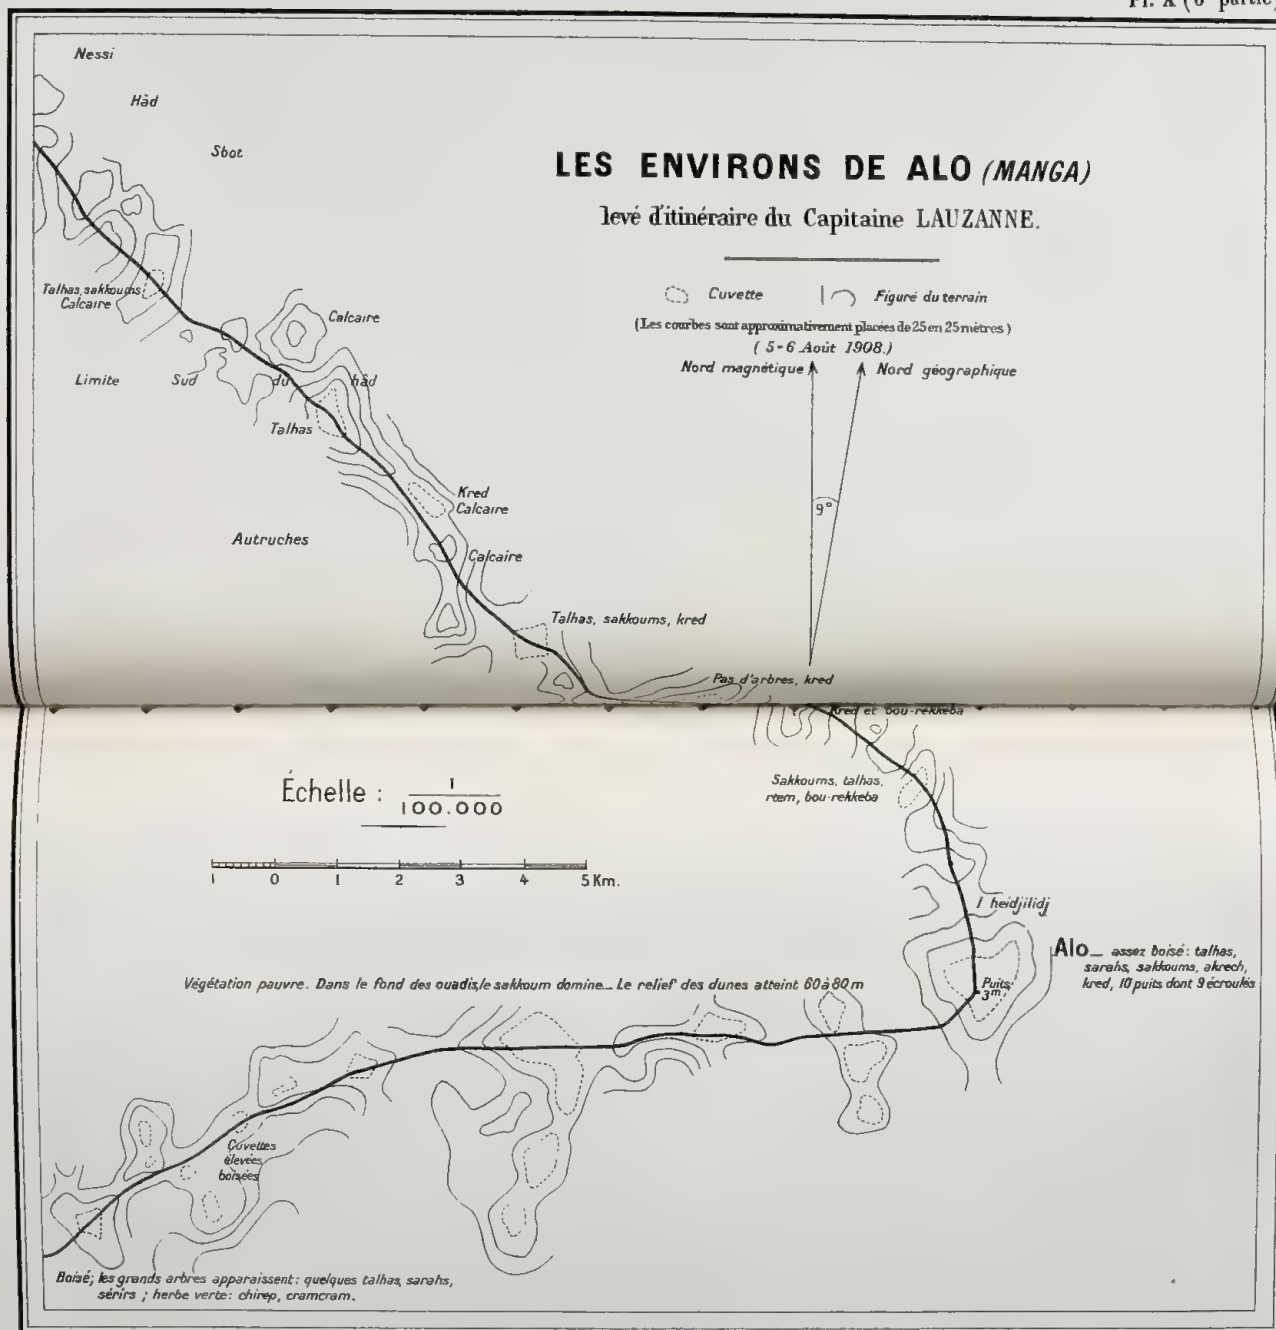 Pl. X (6e partie)
Nessi
Hâd
Sbot
LES ENVIRONS DE ALO (MANGA)
levé d'itinéraire du Capitaine LAUZANNE.
Cuvette
Figuré du terrain
(Les courbes sont approximativement placées de 25 en 25 mètres)
(5-6 Août 1908.)
Nord magnétique
Nord géographique
9°
Talhas, sakkoums
Calcaire
Calcaire
Limite Sud du hâd
Talhas
Kred
Calcaire
Autruches
Calcaire
Talhas, sakkoums, kred
Pas d'arbres, kred
Kred et bou-rekkeba
Sakkoums, talhas,
rtem, bou-rekkeba
Échelle : 1
100.000
1 0 1 2 3 4 5 Km.
1 heidjilidj
Alo_ assez boisé : talhas,
sarahs, sakkoums, akrech,
kred, 10 puits dont 9 écroulés
Puits
3m
Végétation pauvre. Dans le fond des ouadis, le sakkoum domine_ Le relief des dunes atteint 60 à 80 m
Cuvettes
élevées
boisées
Boisé; les grands arbres apparaissent : quelques talhas, sarahs,
sérirs ; herbe verte : chirep, cramcram.